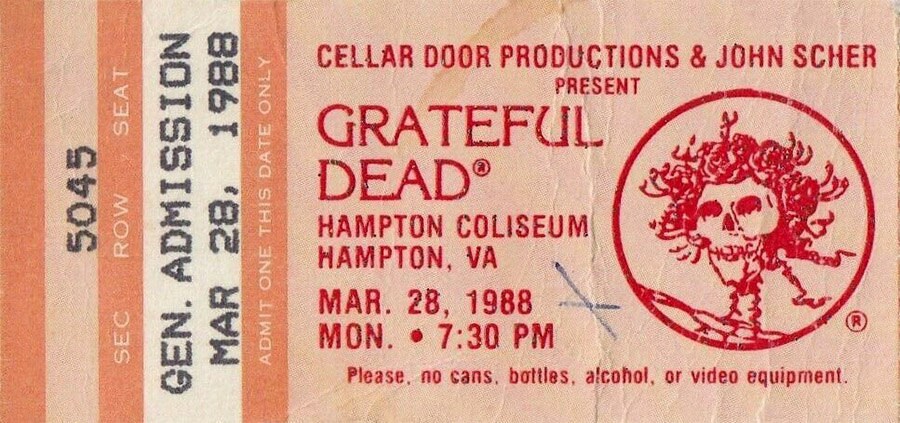 5045
SEC ROW SEAT
GEN. ADMISSION
MAR 28, 1988
ADMIT ONE THIS DATE ONLY
CELLAR DOOR PRODUCTIONS & JOHN SCHER
PRESENT
GRATEFUL
DEAD®
HAMPTON COLISEUM
HAMPTON, VA
MAR. 28, 1988
MON. • 7:30 PM
®
Please, no cans, bottles, alcohol, or video equipment.